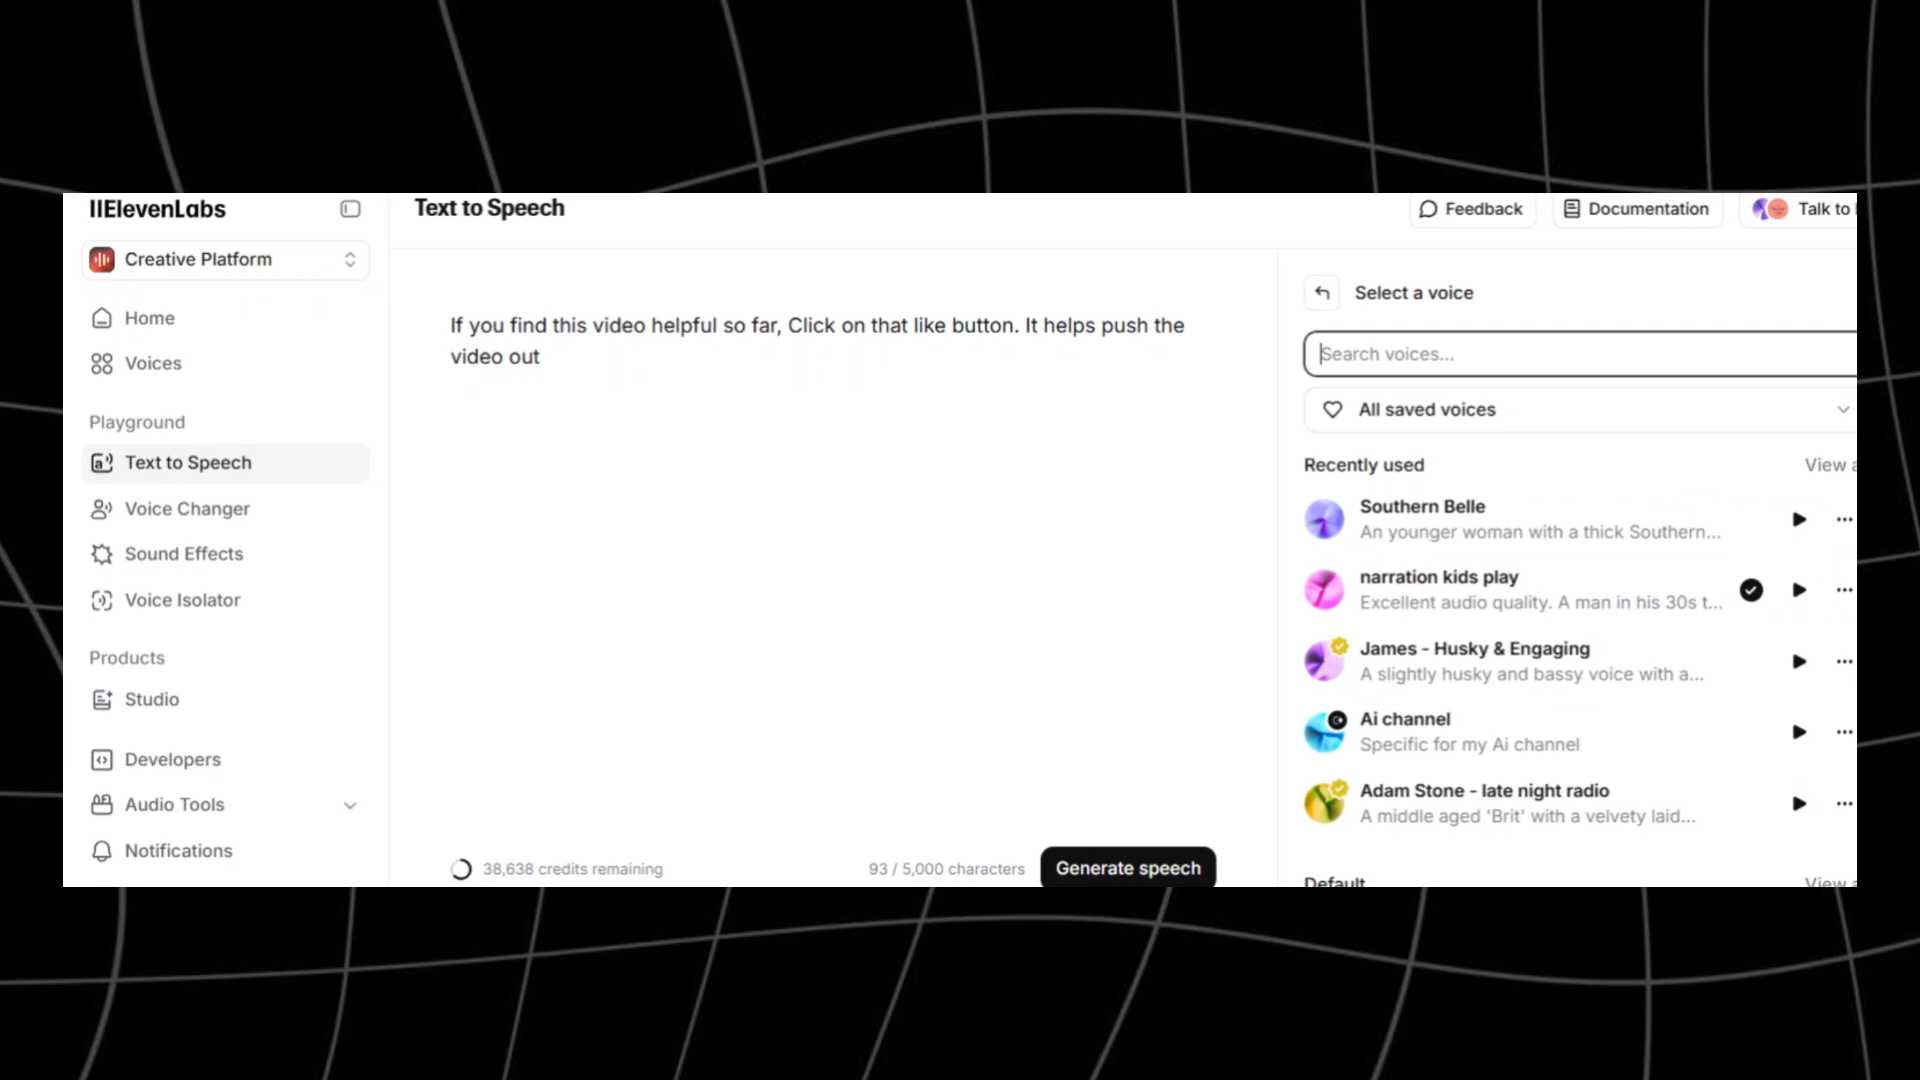 IIElevenLabs
Text to Speech
Feedback
Documentation
Talk to
Creative Platform
Home
Voices
Playground
Text to Speech
Voice Changer
Sound Effects
Voice Isolator
Products
Studio
Developers
Audio Tools
Notifications
If you find this video helpful so far, Click on that like button. It helps push the
video out
38,638 credits remaining
93 / 5,000 characters
Generate speech
Select a voice
Search voices...
All saved voices
Recently used
View
Southern Belle
An younger woman with a thick Southern...
narration kids play
Excellent audio quality. A man in his 30s t...
James - Husky & Engaging
A slightly husky and bassy voice with a...
Ai channel
Specific for my Ai channel
Adam Stone - late night radio
A middle aged 'Brit' with a velvety laid...
Default
View